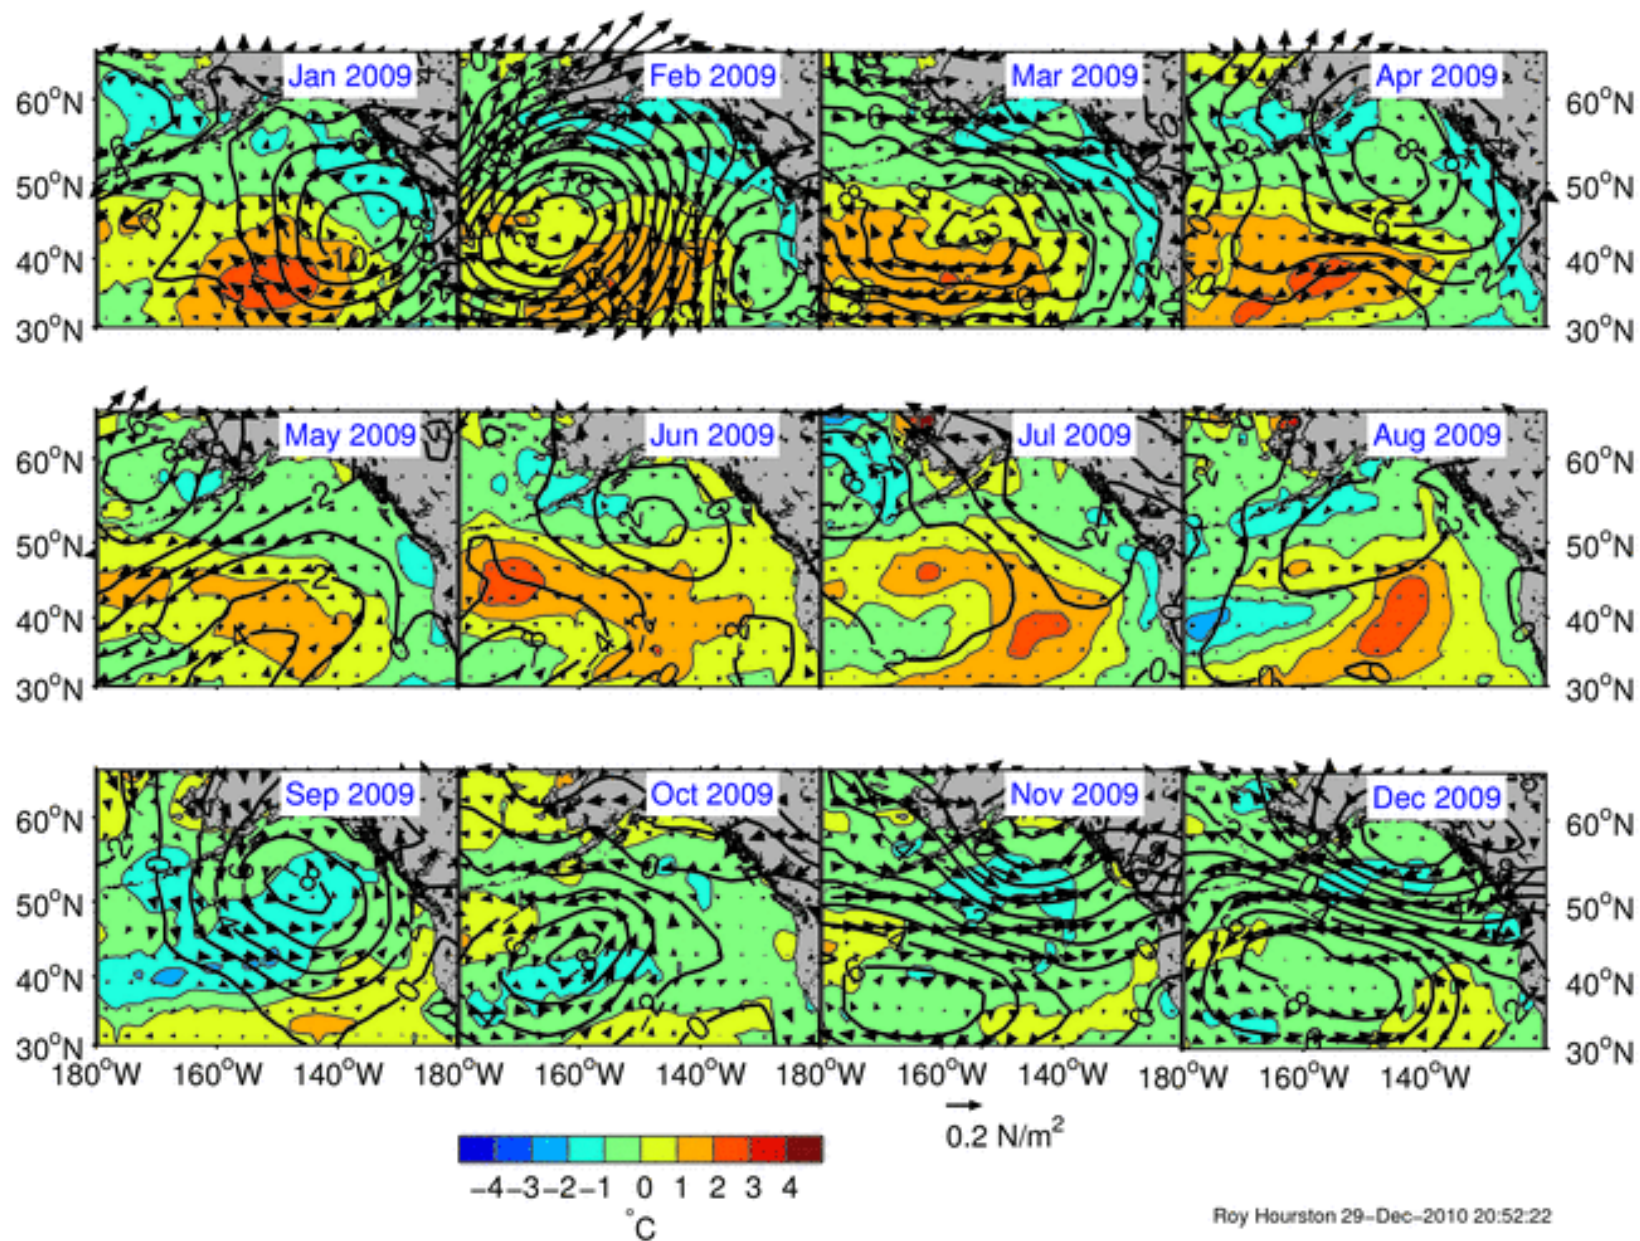 Jan 2009 Feb 2009 Mar 2009 Apr 2009
60°N 60°N
50°N 50°N
40°N 40°N
30°N 30°N
May 2009 Jun 2009 Jul 2009 Aug 2009
60°N 60°N
50°N 50°N
40°N 40°N
30°N 30°N
Sep 2009 Oct 2009 Nov 2009 Dec 2009
60°N 60°N
50°N 50°N
40°N 40°N
30°N 30°N
180°W 160°W 140°W 180°W 160°W 140°W 180°W 160°W 140°W 180°W 160°W 140°W
0.2 N/m²
−4 −3 −2 −1 0 1 2 3 4
°C
Roy Hourston 29−Dec−2010 20:52:22